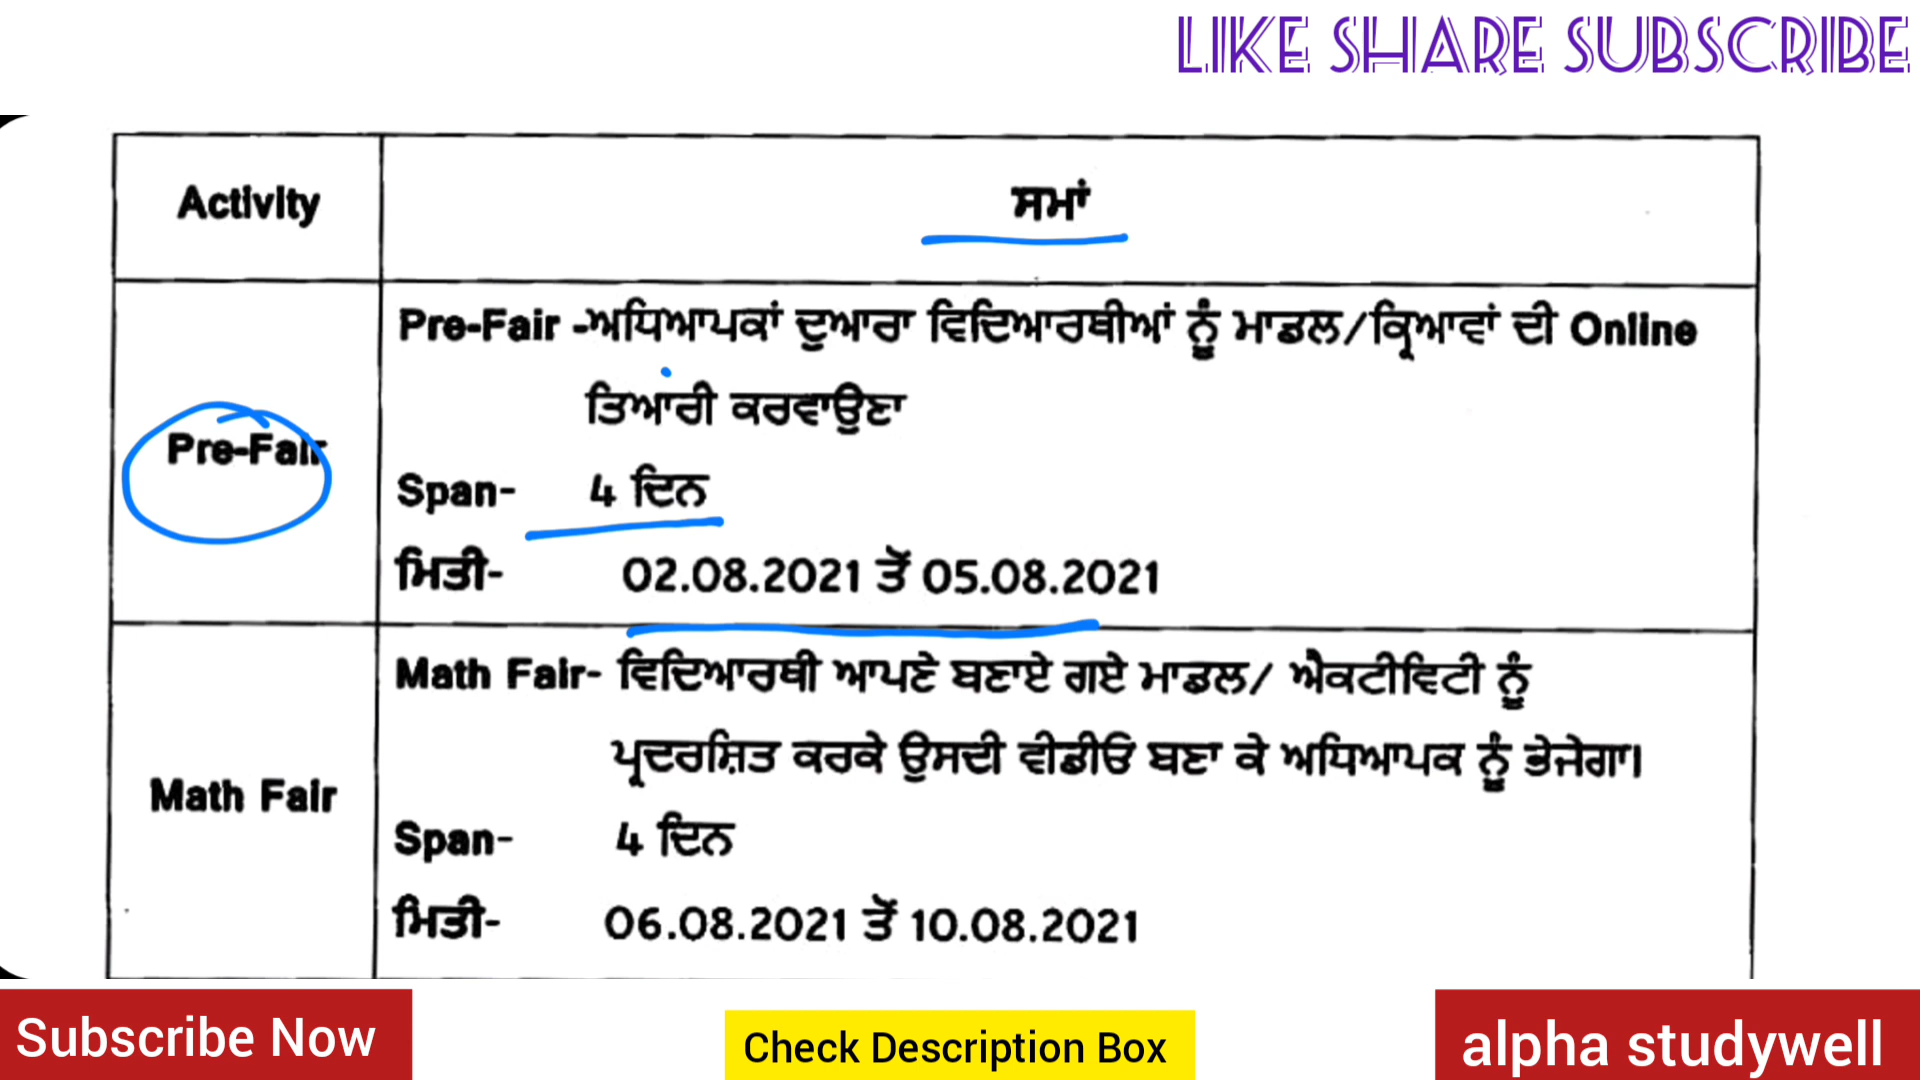 LIKE SHARE SUBSCRIBE
Activity
ਸਮਾਂ
Pre-Fair
Pre-Fair -ਅਧਿਆਪਕਾਂ ਦੁਆਰਾ ਵਿਦਿਆਰਥੀਆਂ ਨੂੰ ਮਾਡਲ/ਕ੍ਰਿਆਵਾਂ ਦੀ Online
ਤਿਆਰੀ ਕਰਵਾਉਣਾ
Span- 4 ਦਿਨ
ਮਿਤੀ- 02.08.2021 ਤੋਂ 05.08.2021
Math Fair
Math Fair- ਵਿਦਿਆਰਥੀ ਆਪਣੇ ਬਣਾਏ ਗਏ ਮਾਡਲ/ ਐਕਟੀਵਿਟੀ ਨੂੰ
ਪ੍ਰਦਰਸ਼ਿਤ ਕਰਕੇ ਉਸਦੀ ਵੀਡੀਓ ਬਣਾ ਕੇ ਅਧਿਆਪਕ ਨੂੰ ਭੇਜੇਗਾ।
Span- 4 ਦਿਨ
ਮਿਤੀ- 06.08.2021 ਤੋਂ 10.08.2021
Subscribe Now
Check Description Box
alpha studywell